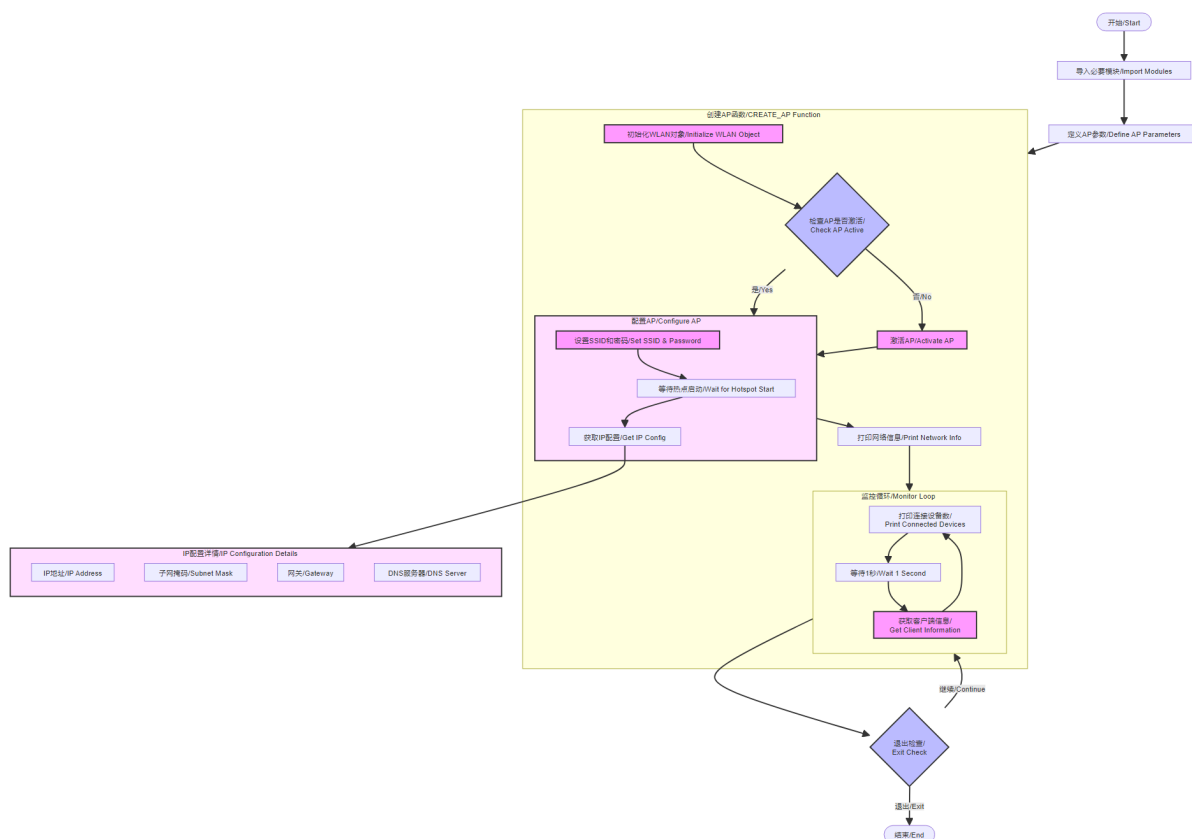 开始/Start
导入必要模块/Import Modules
定义AP参数/Define AP Parameters
创建AP函数/CREATE_AP Function
初始化WLAN对象/Initialize WLAN Object
检查AP是否激活/
Check AP Active
是/Yes
否/No
配置AP/Configure AP
设置SSID和密码/Set SSID & Password
激活AP/Activate AP
等待热点启动/Wait for Hotspot Start
获取IP配置/Get IP Config
打印网络信息/Print Network Info
监控循环/Monitor Loop
打印连接设备数/
Print Connected Devices
等待1秒/Wait 1 Second
获取客户端信息/
Get Client Information
IP配置详情/IP Configuration Details
IP地址/IP Address
子网掩码/Subnet Mask
网关/Gateway
DNS服务器/DNS Server
继续/Continue
退出检查/
Exit Check
退出/Exit
结束/End